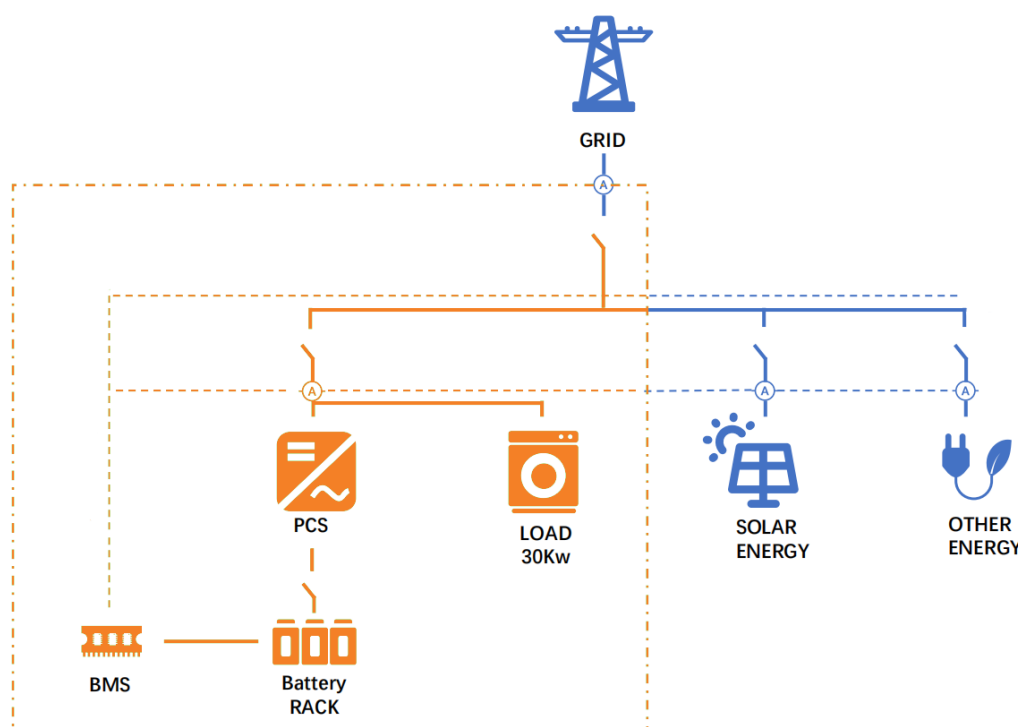 GRID
A
A
A
A
PCS
LOAD
30Kw
SOLAR
ENERGY
OTHER
ENERGY
BMS
Battery
RACK